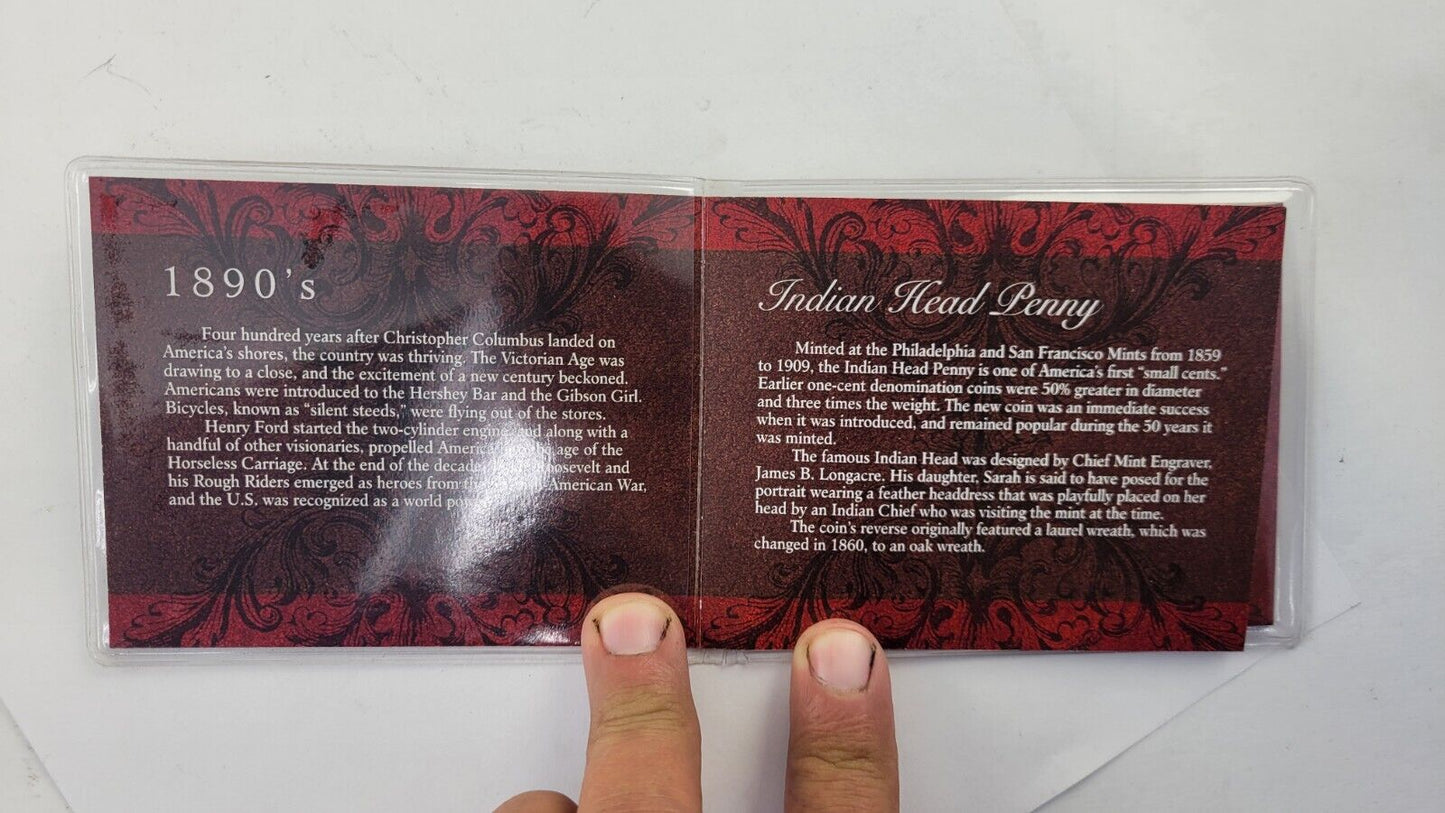 1890's
Four hundred years after Christopher Columbus landed on
America's shores, the country was thriving. The Victorian Age was
drawing to a close, and the excitement of a new century beckoned.
Americans were introduced to the Hershey Bar and the Gibson Girl.
Bicycles, known as "silent steeds," were flying out of the stores.
Henry Ford started the two-cylinder engine, and along with a
handful of other visionaries, propelled America age of the
Horseless Carriage. At the end of the decade, Roosevelt and
his Rough Riders emerged as heroes from American War,
and the U.S. was recognized as a world
Indian Head Penny
Minted at the Philadelphia and San Francisco Mints from 1859
to 1909, the Indian Head Penny is one of America's first "small cents."
Earlier one-cent denomination coins were 50% greater in diameter
and three times the weight. The new coin was an immediate success
when it was introduced, and remained popular during the 50 years it
was minted.
The famous Indian Head was designed by Chief Mint Engraver,
James B. Longacre. His daughter, Sarah is said to have posed for the
portrait wearing a feather headdress that was playfully placed on her
head by an Indian Chief who was visiting the mint at the time.
The coin's reverse originally featured a laurel wreath, which was
changed in 1860, to an oak wreath.